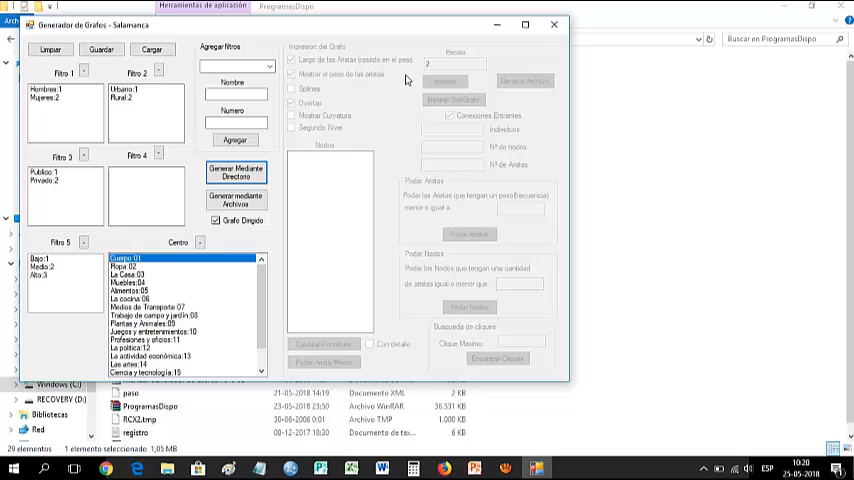 Herramientas de aplicación
ProgramasDispo
Arch
Generador de Grafos - Salamanca
Buscar en ProgramasDispo
Limpiar
Guardar
Cargar
Filtro 1
Filtro 2
Hombres:1
Mujeres:2
Urbano:1
Rural:2
Filtro 3
Filtro 4
Publico:1
Privado:2
Filtro 5
Centro
Bajo:1
Medio:2
Alto:3
Cuerpo:01
Ropa:02
La Casa:03
Muebles:04
Alimentos:05
La cocina:06
Medios de Transporte:07
Trabajo de campo y jardín:08
Plantas y Animales:09
Juegos y entretenimientos:10
Profesiones y oficios:11
La política:12
La actividad económica:13
Las artes:14
Ciencia y tecnología:15
Agregar filtros
Nombre
Numero
Agregar
Generar Mediante
Directorio
Generar mediante
Archivos
Grafo Dirigido
Impresion del Grafo
Largo de las Aristas basado en el peso
Mostrar el peso de las aristas
Splines
Overlap
Mostrar Curvatura
Segundo Nivel
Nodos
Calcular Curvatura
Con detalle
Podar Arista Menor
Escala
2
Imprimir
Generar Archivo
Imprimir SubGrafo
Conexiones Entrantes
Individuos
Nº de nodos
Nº de Aristas
Podar Aristas
Podar las Aristas que tengan un peso(frecuencia)
menor o igual a
Podar Aristas
Podar Nodos
Podar los Nodos que tengan una cantidad
de aristas igual o menor que
Podar Nodos
Busqueda de cliques
Clique Maximo
Encontrar Cliques
Windows (C:)
RECOVERY (D:)
Bibliotecas
Red
paso 21-05-2018 14:19 Documento XML 2 KB
ProgramasDispo 23-05-2018 23:50 Archivo WinRAR 36.531 KB
RCX2.tmp 30-06-2006 0:01 Archivo TMP 1.000 KB
registro 08-12-2017 18:30 Documento de tex... 6 KB
29 elementos 1 elemento seleccionado 1,05 MB
ESP
10:20
25-05-2018